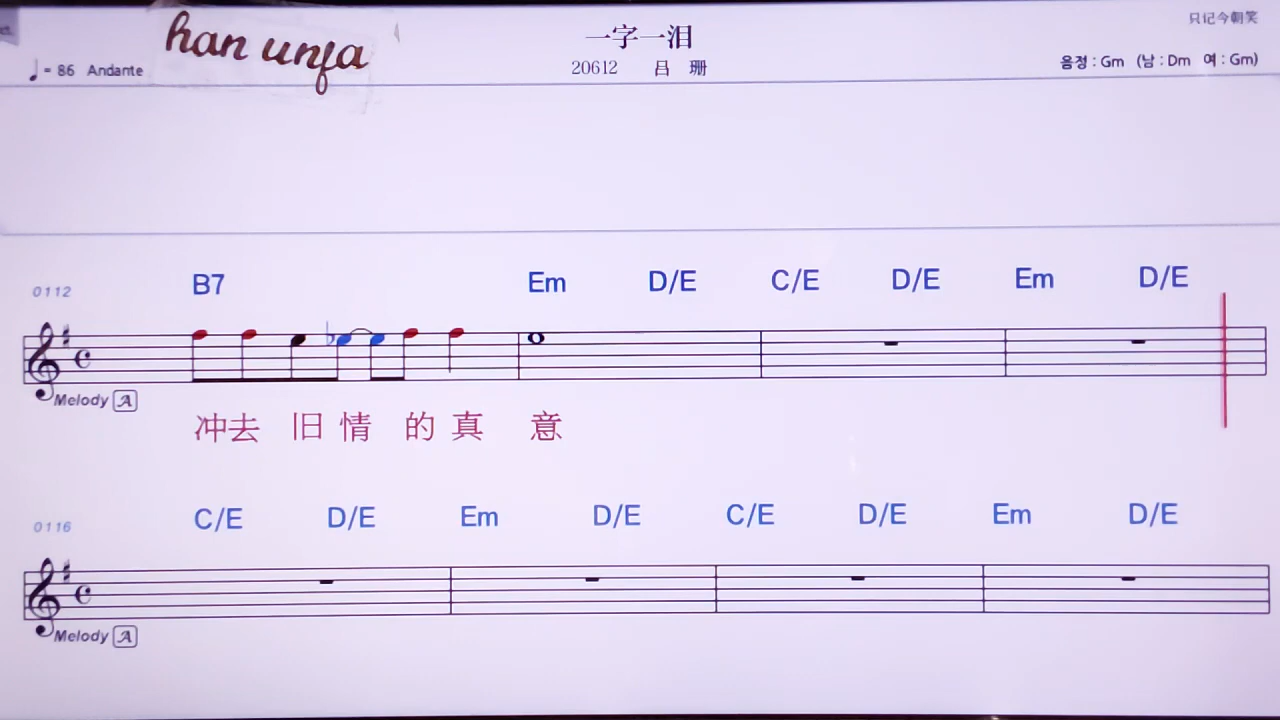 han unfa
一字一泪
只记今朝笑
♩= 86 Andante
20612 吕 珊
음정 : Gm (남 : Dm 여 : Gm)
0112
B7 Em D/E C/E D/E Em D/E
Melody A
冲去 旧 情 的 真 意
0116
C/E D/E Em D/E C/E D/E Em D/E
Melody A